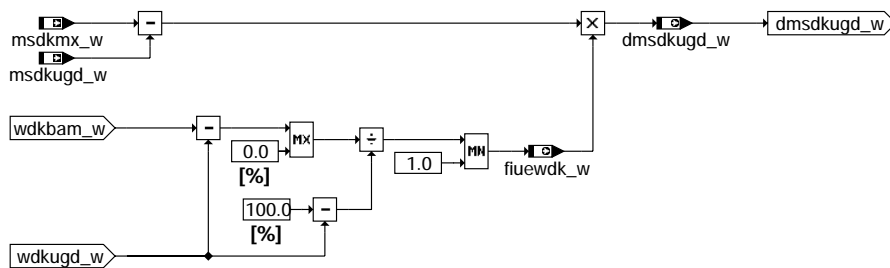 msdkmx_w
msdkugd_w
dmsdkugd_w
dmsdkugd_w
wdkbam_w
MX
0.0
[%]
1.0
MN
fiuewdk_w
100.0
[%]
wdkugd_w